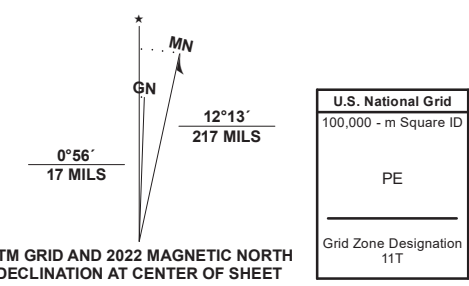 ★
MN
GN
12°13´
217 MILS
0°56´
17 MILS
TM GRID AND 2022 MAGNETIC NORTH
DECLINATION AT CENTER OF SHEET
U.S. National Grid
100,000 - m Square ID
PE
Grid Zone Designation
11T